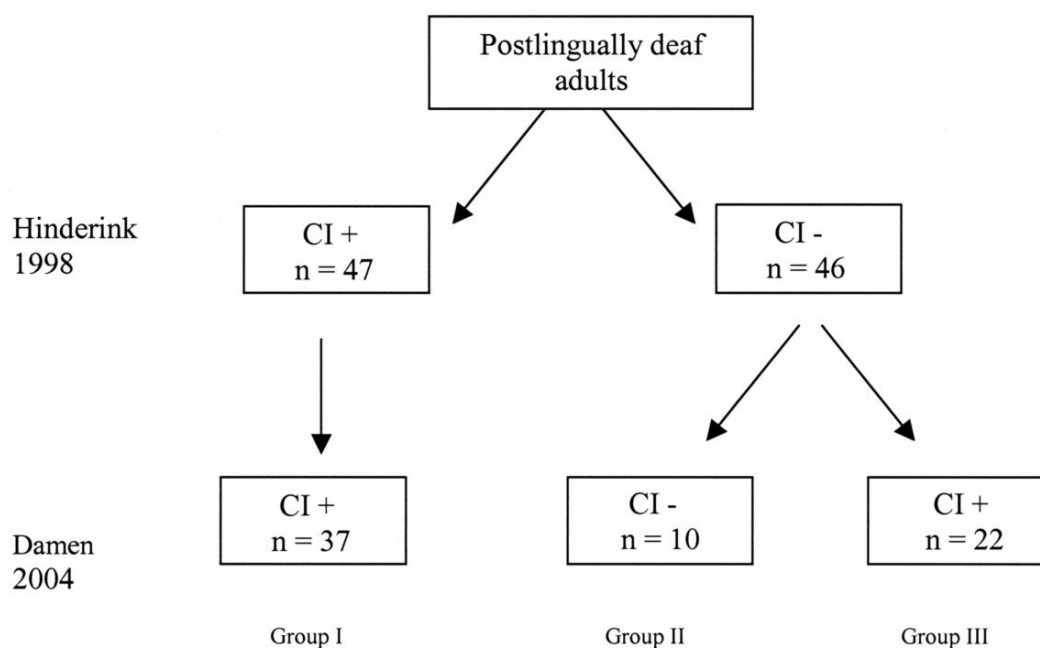 Postlingually deaf
adults
Hinderink
1998
CI +
n = 47
CI -
n = 46
Damen
2004
CI +
n = 37
CI -
n = 10
CI +
n = 22
Group I
Group II
Group III